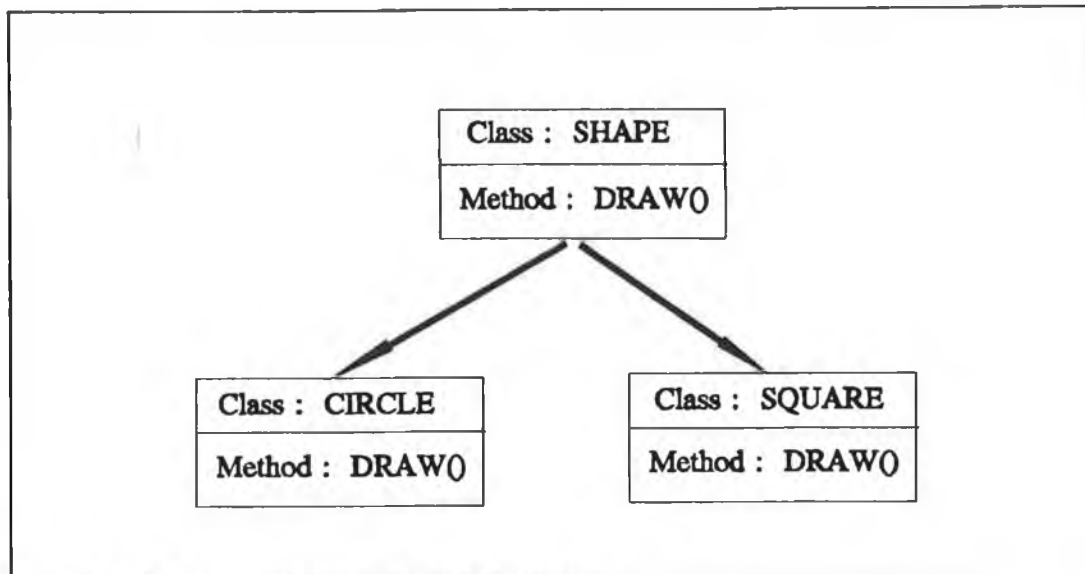 Class : SHAPE
Method : DRAW()
Class : CIRCLE
Method : DRAW()
Class : SQUARE
Method : DRAW()